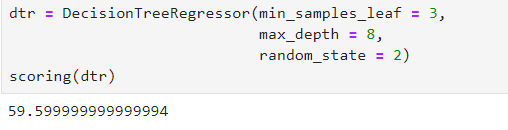 dtr = DecisionTreeRegressor(min_samples_leaf = 3,
max_depth = 8,
random_state = 2)
scoring(dtr)
59.599999999999994